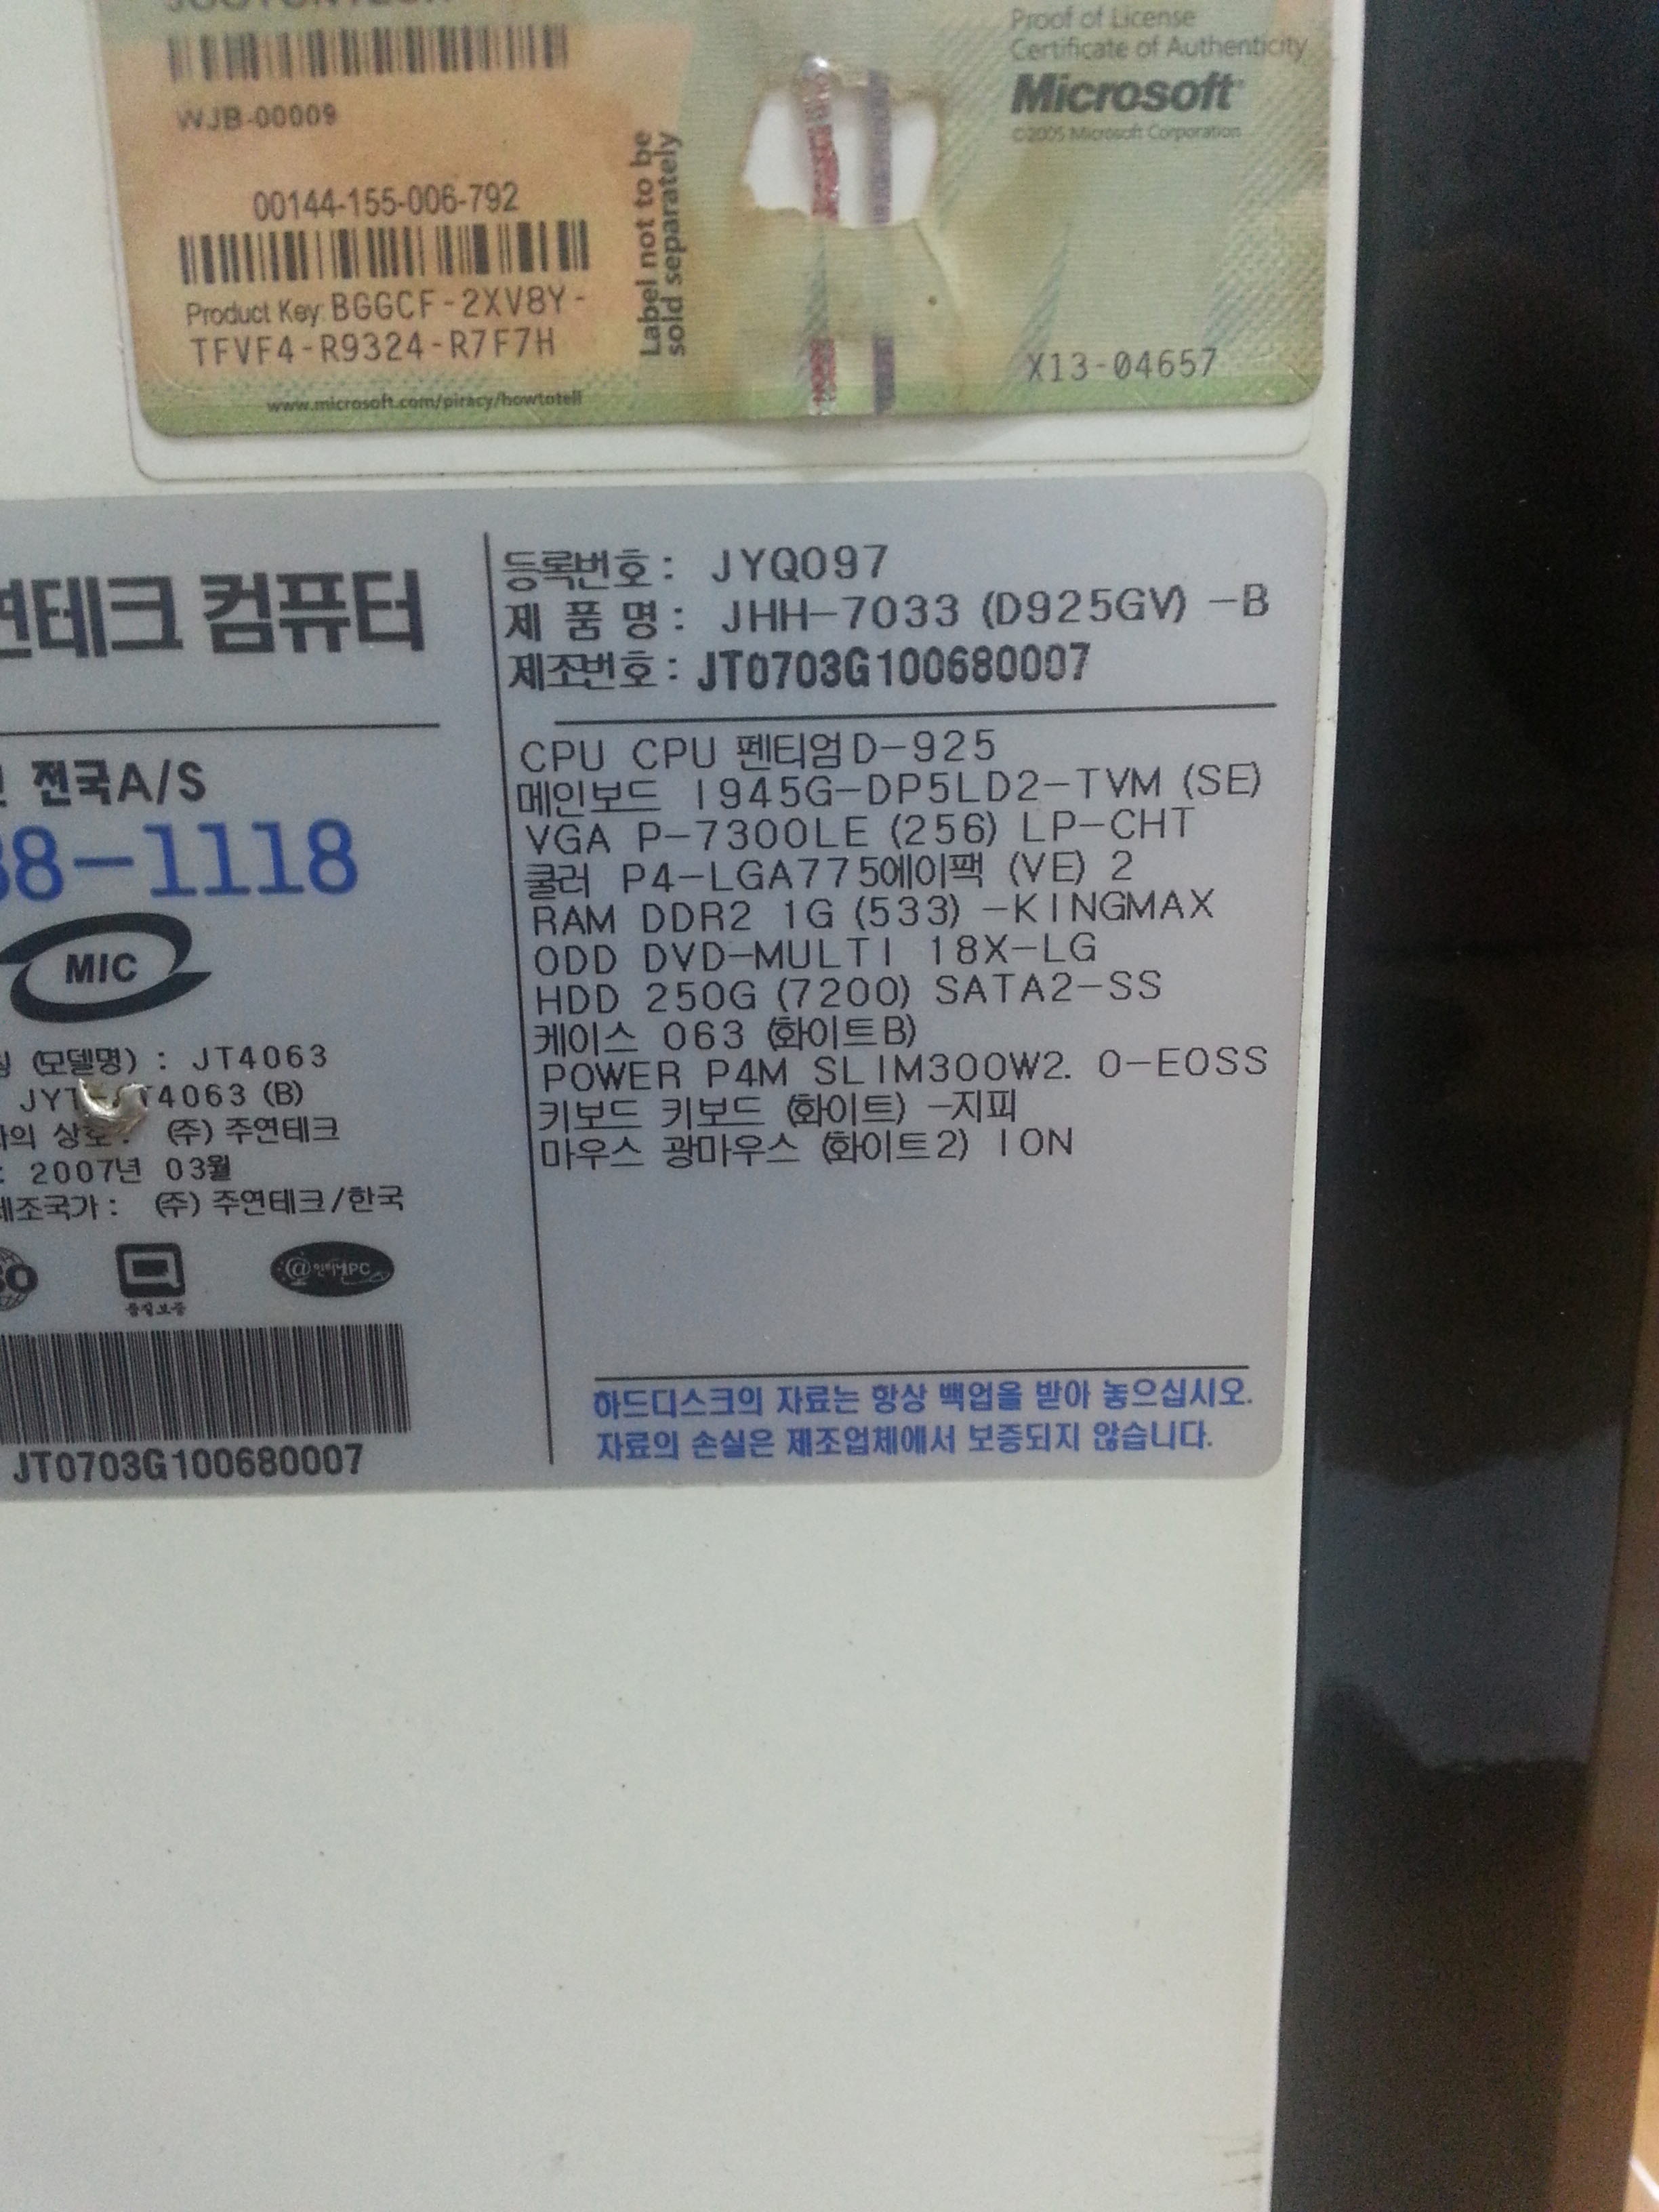 WJB-00009
00144-155-006-792
Product Key: BGGCF-2XV8Y-
TFVF4-R9324-R7F7H
www.microsoft.com/piracy/howtotell
Label not to be
sold separately
Proof of License
Certificate of Authenticity
Microsoft
©2005 Microsoft Corporation
X13-04657
연테크 컴퓨터
전국A/S
88-1118
MIC
(모델명) : JT4063
4063 (B)
의 상호 : (주) 주연테크
: 2007년 03월
제조국가 : (주) 주연테크/한국
품질보증
JT0703G100680007
등록번호 : JYQ097
제 품 명 : JHH-7033 (D925GV) -B
제조번호 : JT0703G100680007
CPU CPU 펜티엄D-925
메인보드 I945G-DP5LD2-TVM (SE)
VGA P-7300LE (256) LP-CHT
쿨러 P4-LGA775에이팩 (VE) 2
RAM DDR2 1G (533) -KINGMAX
ODD DVD-MULTI 18X-LG
HDD 250G (7200) SATA2-SS
케이스 063 (화이트B)
POWER P4M SLIM300W2. 0-EOSS
키보드 키보드 (화이트) -지피
마우스 광마우스 (화이트2) ION
하드디스크의 자료는 항상 백업을 받아 놓으십시오.
자료의 손실은 제조업체에서 보증되지 않습니다.